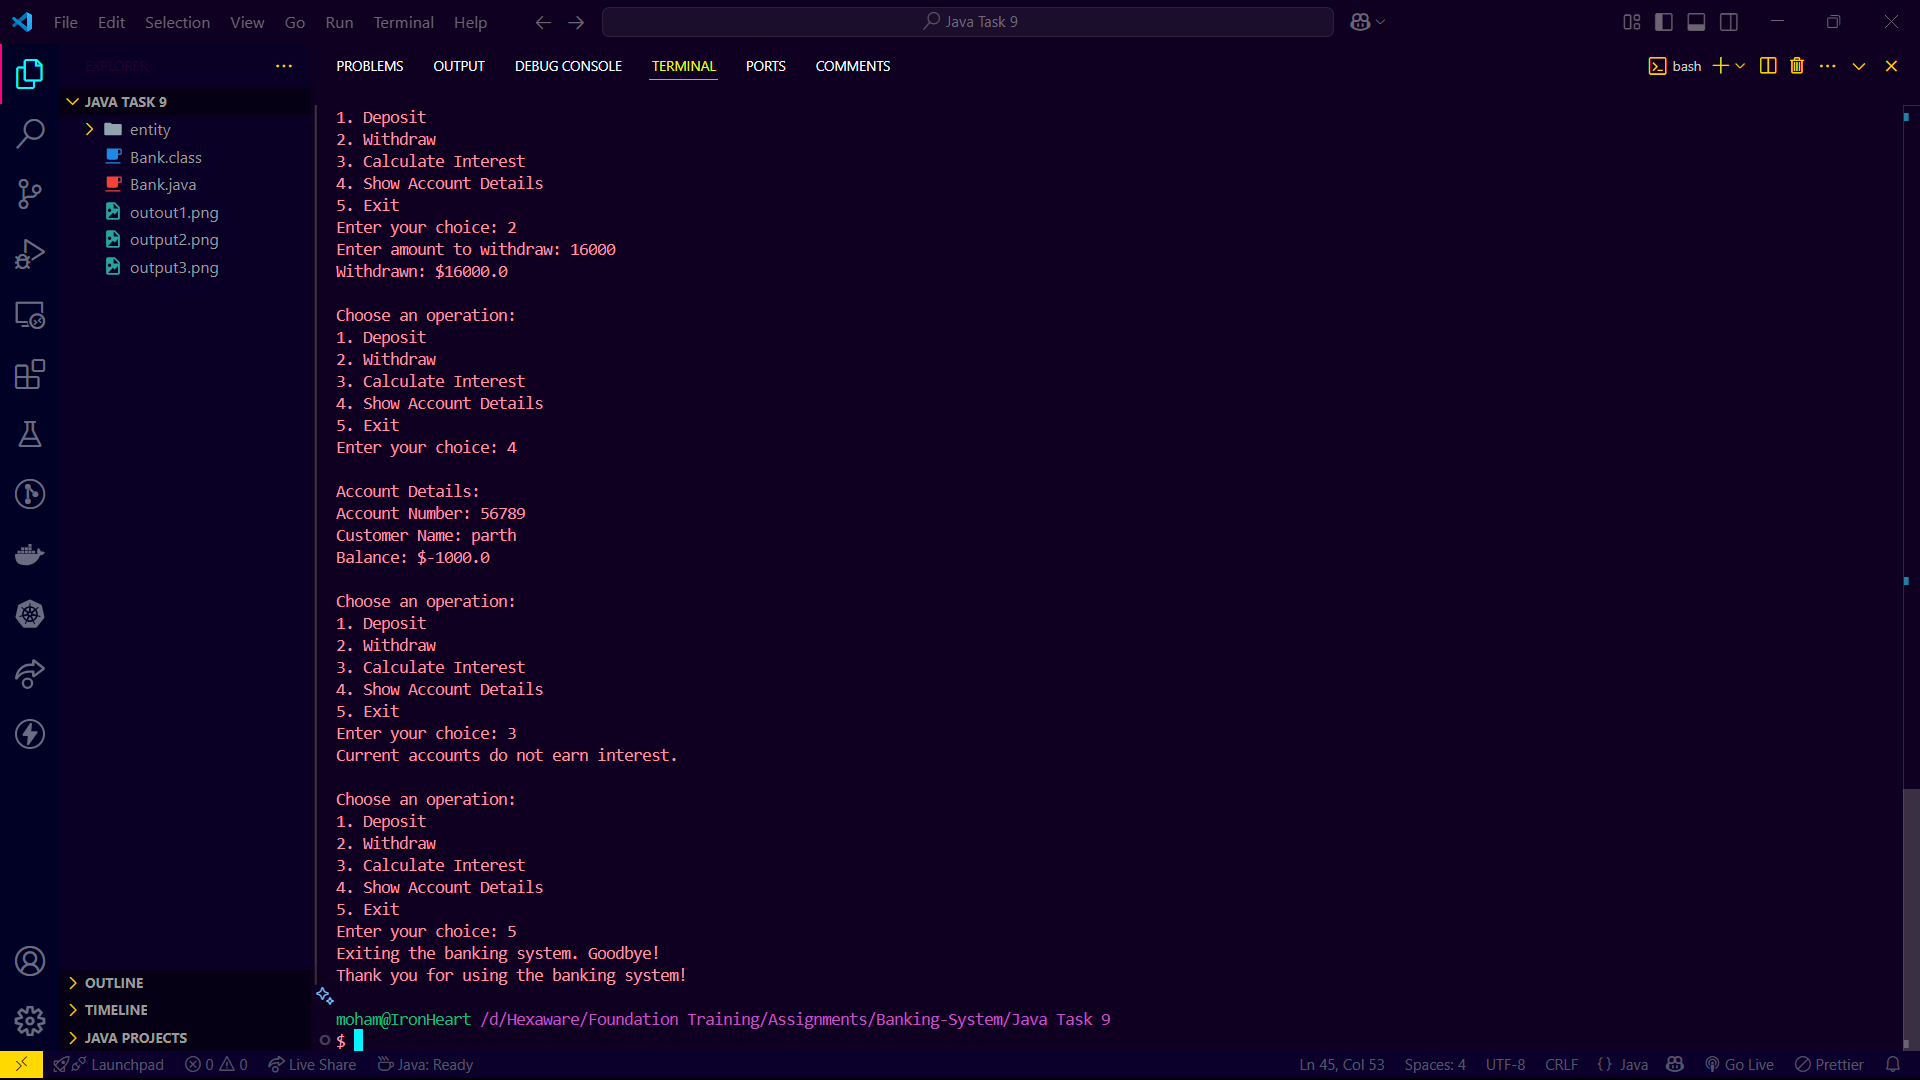 File Edit Selection View Go Run Terminal Help Java Task 9
EXPLORER
PROBLEMS OUTPUT DEBUG CONSOLE TERMINAL PORTS COMMENTS bash
JAVA TASK 9
entity
Bank.class
Bank.java
outout1.png
output2.png
output3.png
OUTLINE
TIMELINE
JAVA PROJECTS
1. Deposit
2. Withdraw
3. Calculate Interest
4. Show Account Details
5. Exit
Enter your choice: 2
Enter amount to withdraw: 16000
Withdrawn: $16000.0
Choose an operation:
1. Deposit
2. Withdraw
3. Calculate Interest
4. Show Account Details
5. Exit
Enter your choice: 4
Account Details:
Account Number: 56789
Customer Name: parth
Balance: $-1000.0
Choose an operation:
1. Deposit
2. Withdraw
3. Calculate Interest
4. Show Account Details
5. Exit
Enter your choice: 3
Current accounts do not earn interest.
Choose an operation:
1. Deposit
2. Withdraw
3. Calculate Interest
4. Show Account Details
5. Exit
Enter your choice: 5
Exiting the banking system. Goodbye!
Thank you for using the banking system!
moham@IronHeart /d/Hexaware/Foundation Training/Assignments/Banking-System/Java Task 9
$
Launchpad 0 0 Live Share Java: Ready Ln 45, Col 53 Spaces: 4 UTF-8 CRLF {} Java Go Live Prettier